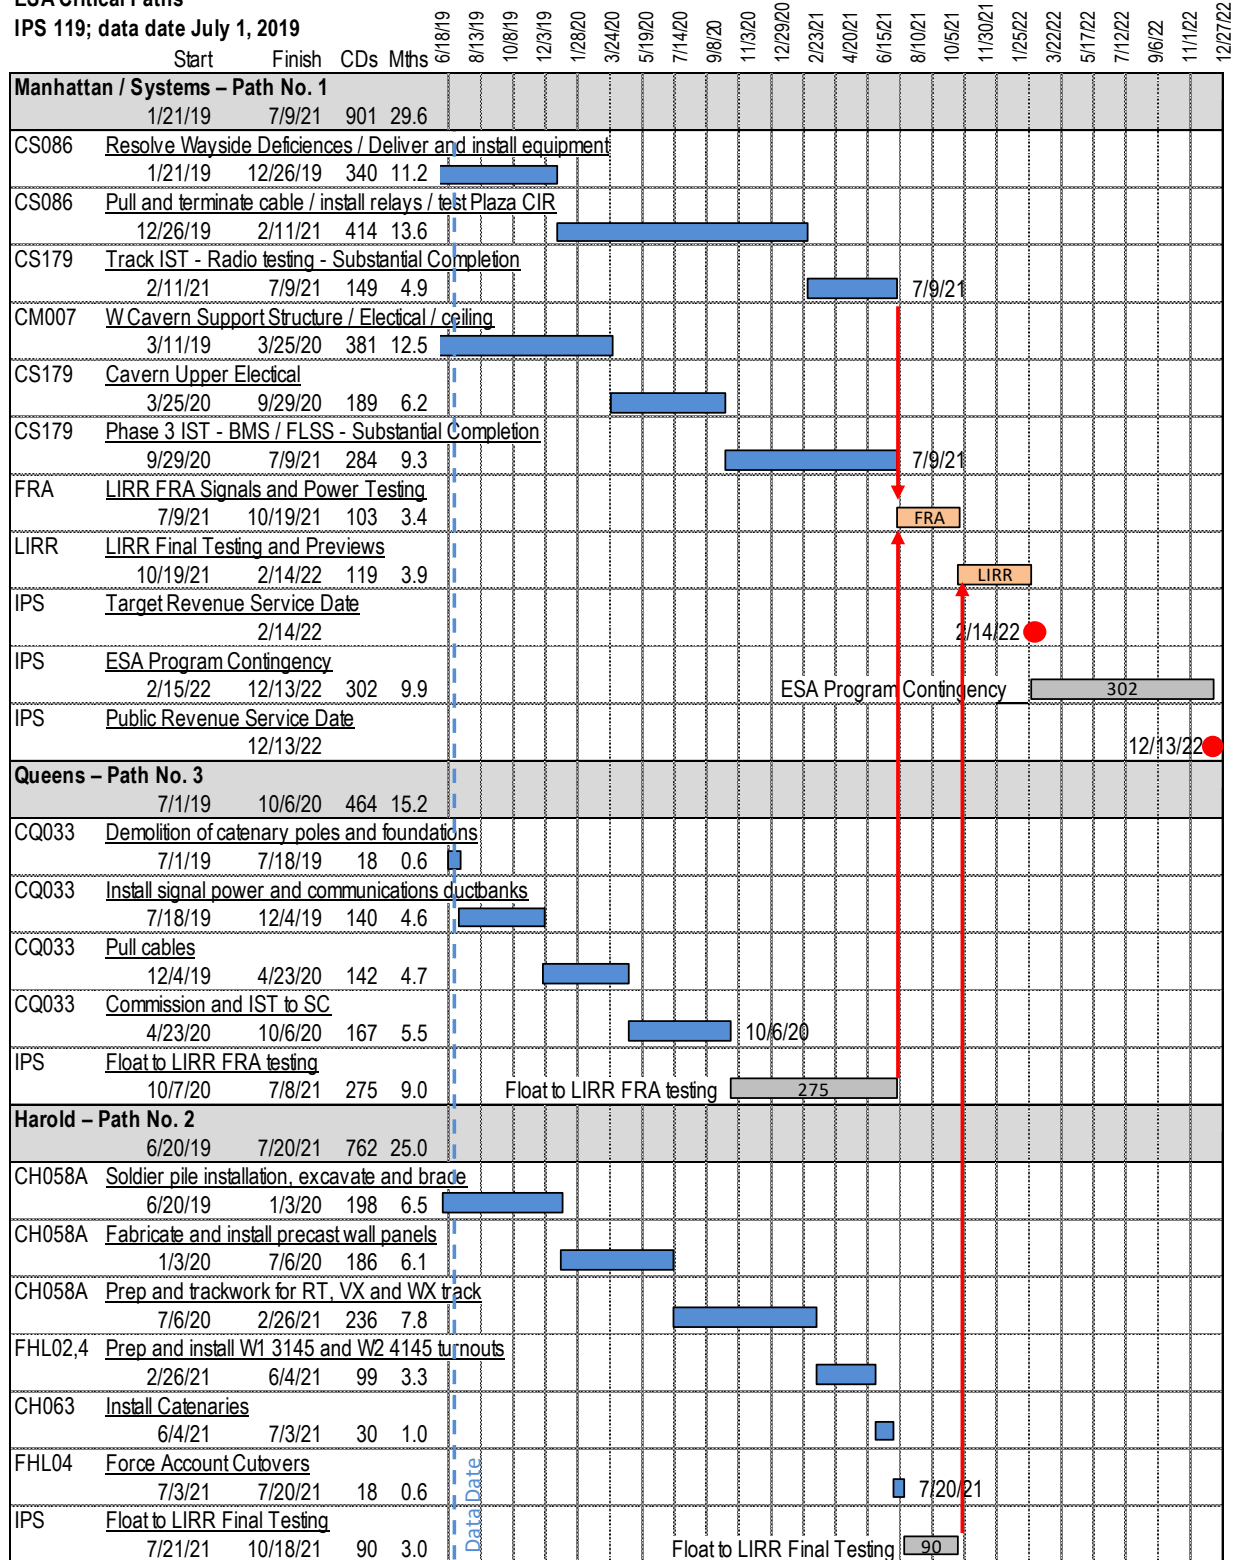 ESA Critical Paths
IPS 119; data date July 1, 2019
Start Finish CDs Mths 6/18/19 8/13/19 10/8/19 12/3/19 1/28/20 3/24/20 5/19/20 7/14/20 9/8/20 11/3/20 12/29/20 2/23/21 4/20/21 6/15/21 8/10/21 10/5/21 11/30/21 1/25/22 3/22/22 5/17/22 7/12/22 9/6/22 11/1/22 12/27/22
Manhattan / Systems – Path No. 1
1/21/19 7/9/21 901 29.6
CS086 Resolve Wayside Deficiences / Deliver and install equipment
1/21/19 12/26/19 340 11.2
CS086 Pull and terminate cable / install relays / test Plaza CIR
12/26/19 2/11/21 414 13.6
CS179 Track IST - Radio testing - Substantial Completion
2/11/21 7/9/21 149 4.9 7/9/21
CM007 W Cavern Support Structure / Electical / ceiling
3/11/19 3/25/20 381 12.5
CS179 Cavern Upper Electical
3/25/20 9/29/20 189 6.2
CS179 Phase 3 IST - BMS / FLSS - Substantial Completion
9/29/20 7/9/21 284 9.3 7/9/21
FRA LIRR FRA Signals and Power Testing
7/9/21 10/19/21 103 3.4 FRA
LIRR LIRR Final Testing and Previews
10/19/21 2/14/22 119 3.9 LIRR
IPS Target Revenue Service Date
2/14/22 2/14/22
IPS ESA Program Contingency
2/15/22 12/13/22 302 9.9 ESA Program Contingency 302
IPS Public Revenue Service Date
12/13/22 12/13/22
Queens – Path No. 3
7/1/19 10/6/20 464 15.2
CQ033 Demolition of catenary poles and foundations
7/1/19 7/18/19 18 0.6
CQ033 Install signal power and communications ductbanks
7/18/19 12/4/19 140 4.6
CQ033 Pull cables
12/4/19 4/23/20 142 4.7
CQ033 Commission and IST to SC
4/23/20 10/6/20 167 5.5 10/6/20
IPS Float to LIRR FRA testing
10/7/20 7/8/21 275 9.0 Float to LIRR FRA testing 275
Harold – Path No. 2
6/20/19 7/20/21 762 25.0
CH058A Soldier pile installation, excavate and brace
6/20/19 1/3/20 198 6.5
CH058A Fabricate and install precast wall panels
1/3/20 7/6/20 186 6.1
CH058A Prep and trackwork for RT, VX and WX track
7/6/20 2/26/21 236 7.8
FHL02,4 Prep and install W1 3145 and W2 4145 turnouts
2/26/21 6/4/21 99 3.3
CH063 Install Catenaries
6/4/21 7/3/21 30 1.0
FHL04 Force Account Cutovers
7/3/21 7/20/21 18 0.6 7/20/21
IPS Float to LIRR Final Testing
7/21/21 10/18/21 90 3.0 Float to LIRR Final Testing 90
Data Date